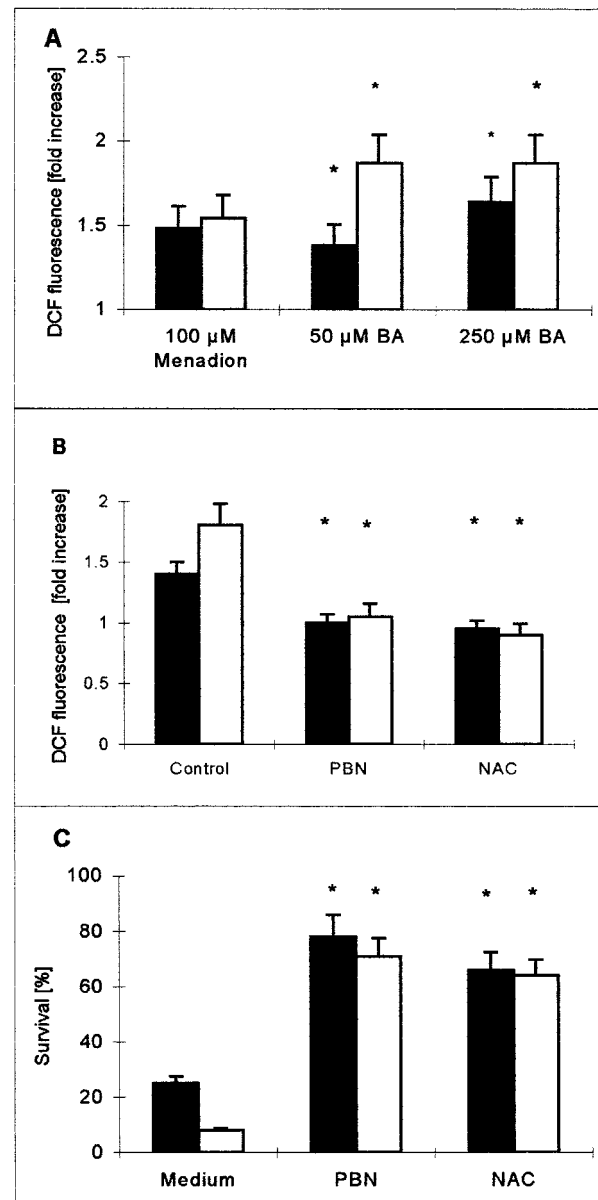 A
DCF fluorescence [fold increase]
2.5
2
1.5
1
* * * *
100 µM Menadion
50 µM BA
250 µM BA
B
DCF fluorescence [fold increase]
2
1.5
1
0.5
0
* * * *
Control
PBN
NAC
C
Survival [%]
100
80
60
40
20
0
* * * *
Medium
PBN
NAC